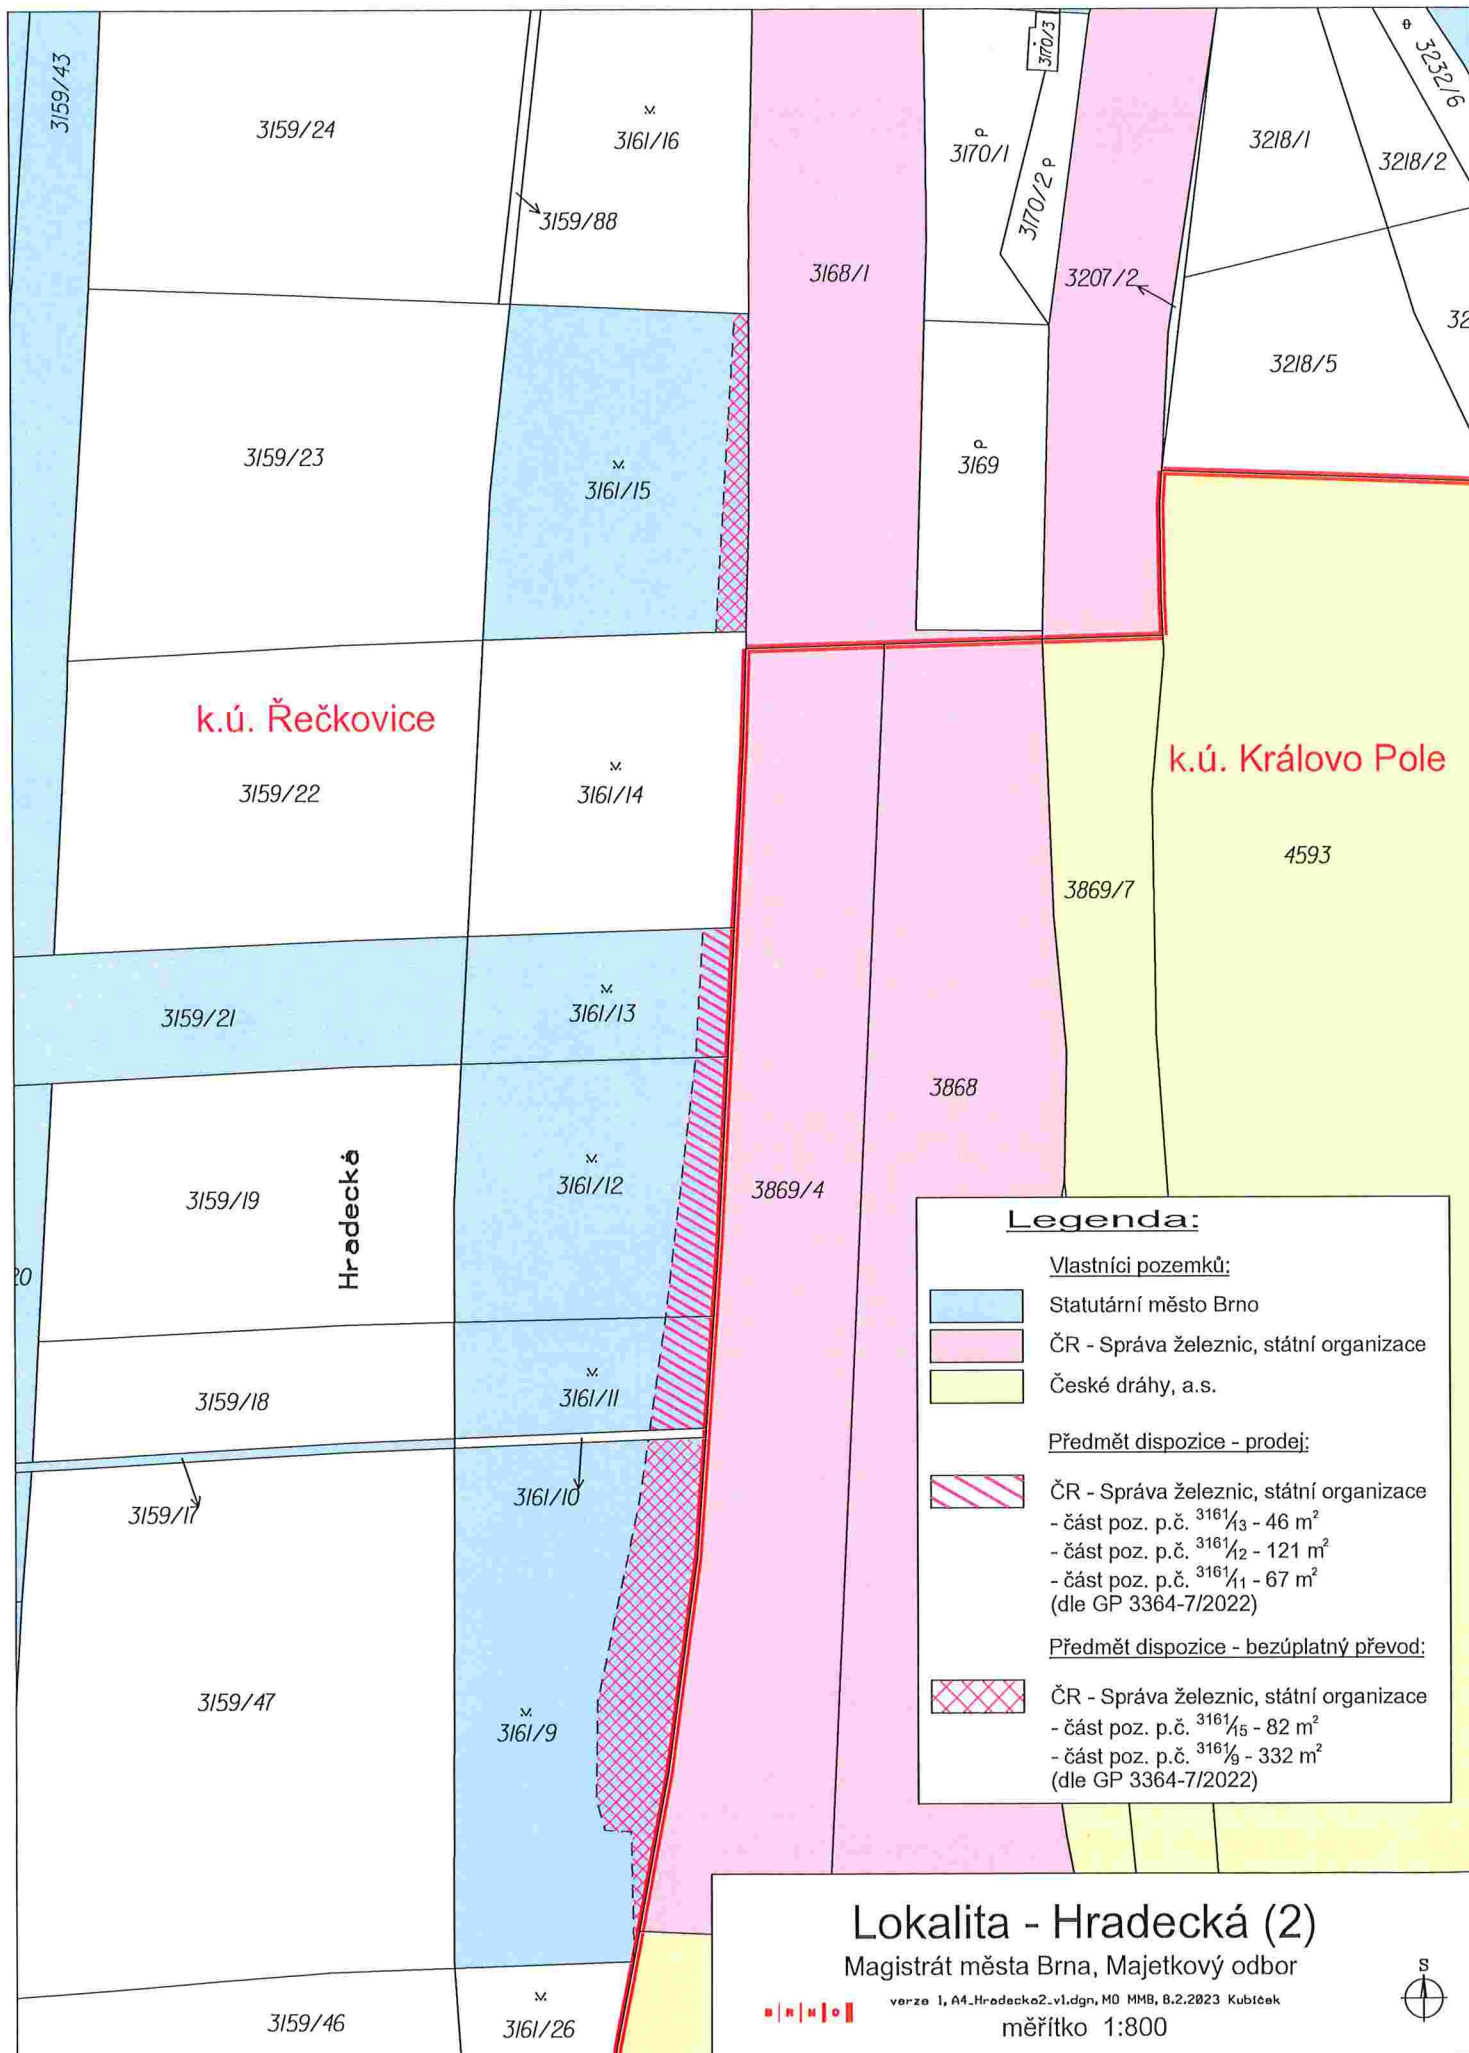 3159/43
3159/24
3161/16
3159/88
3168/1
3170/3
3170/1
3170/2 P
3207/2
3218/1
3218/2
3232/6
32
3218/5
3159/23
3161/15
3169
k.ú. Řečkovice
k.ú. Královo Pole
3159/22
3161/14
4593
3869/7
3159/21
3161/13
3868
3159/19
Hradecká
3161/12
3869/4
20
3159/18
3161/11
3159/17
3161/10
3159/47
3161/9
3159/46
3161/26
Legenda:
Vlastníci pozemků:
Statutární město Brno
ČR - Správa železnic, státní organizace
České dráhy, a.s.
Předmět dispozice - prodej:
ČR - Správa železnic, státní organizace
- část poz. p.č. 3161/13 - 46 m²
- část poz. p.č. 3161/12 - 121 m²
- část poz. p.č. 3161/11 - 67 m²
(dle GP 3364-7/2022)
Předmět dispozice - bezúplatný převod:
ČR - Správa železnic, státní organizace
- část poz. p.č. 3161/15 - 82 m²
- část poz. p.č. 3161/9 - 332 m²
(dle GP 3364-7/2022)
Lokalita - Hradecká (2)
Magistrát města Brna, Majetkový odbor
verze 1, A4_Hradecka2_v1.dgn, MO MMB, 8.2.2023 Kubíček
B R N O
měřítko 1:800
S